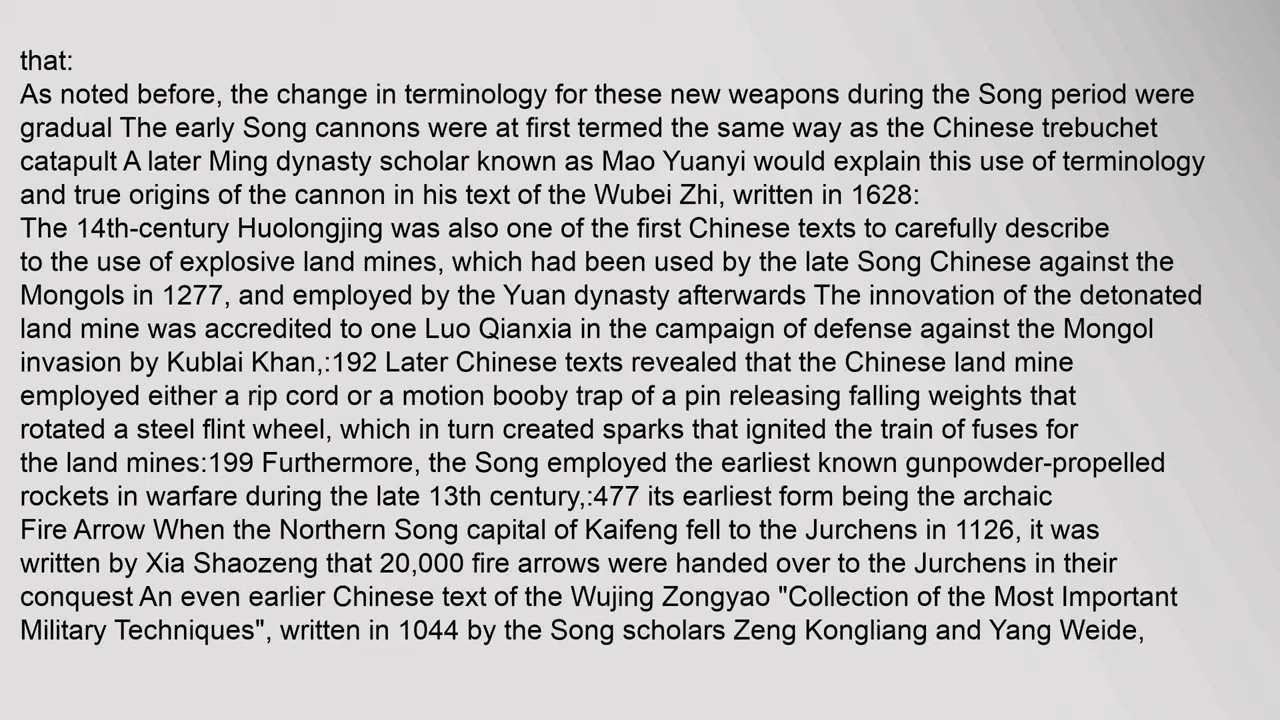 that:
As noted before, the change in terminology for these new weapons during the Song period were
gradual The early Song cannons were at first termed the same way as the Chinese trebuchet
catapult A later Ming dynasty scholar known as Mao Yuanyi would explain this use of terminology
and true origins of the cannon in his text of the Wubei Zhi, written in 1628:
The 14th-century Huolongjing was also one of the first Chinese texts to carefully describe
to the use of explosive land mines, which had been used by the late Song Chinese against the
Mongols in 1277, and employed by the Yuan dynasty afterwards The innovation of the detonated
land mine was accredited to one Luo Qianxia in the campaign of defense against the Mongol
invasion by Kublai Khan,:192 Later Chinese texts revealed that the Chinese land mine
employed either a rip cord or a motion booby trap of a pin releasing falling weights that
rotated a steel flint wheel, which in turn created sparks that ignited the train of fuses for
the land mines:199 Furthermore, the Song employed the earliest known gunpowder-propelled
rockets in warfare during the late 13th century,:477 its earliest form being the archaic
Fire Arrow When the Northern Song capital of Kaifeng fell to the Jurchens in 1126, it was
written by Xia Shaozeng that 20,000 fire arrows were handed over to the Jurchens in their
conquest An even earlier Chinese text of the Wujing Zongyao "Collection of the Most Important
Military Techniques", written in 1044 by the Song scholars Zeng Kongliang and Yang Weide,